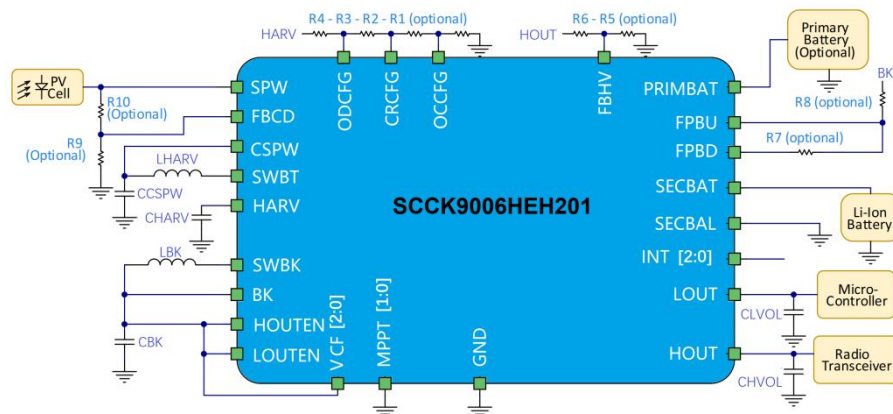 R4 - R3 - R2 - R1 (optional)
HARV
R6 - R5 (optional)
HOUT
Primary
Battery
(Optional)
PV
Cell
R10
(Optional)
R9
(Optional)
SPW
FBCD
CSPW
SWBT
HARV
SWBK
BK
HOUTEN
LOUTEN
LHARV
CCSPW
CHARV
LBK
CBK
ODCFG
CRCFG
OCCFG
FBHV
SCCK9006HEH201
VCF [2:0]
MPPT [1:0]
GND
PRIMBAT
FPBU
FPBD
SECBAT
SECBAL
INT [2:0]
LOUT
HOUT
BK
R8 (optional)
R7 (optional)
Li-Ion
Battery
Micro-
Controller
CLVOL
Radio
Transceiver
CHVOL